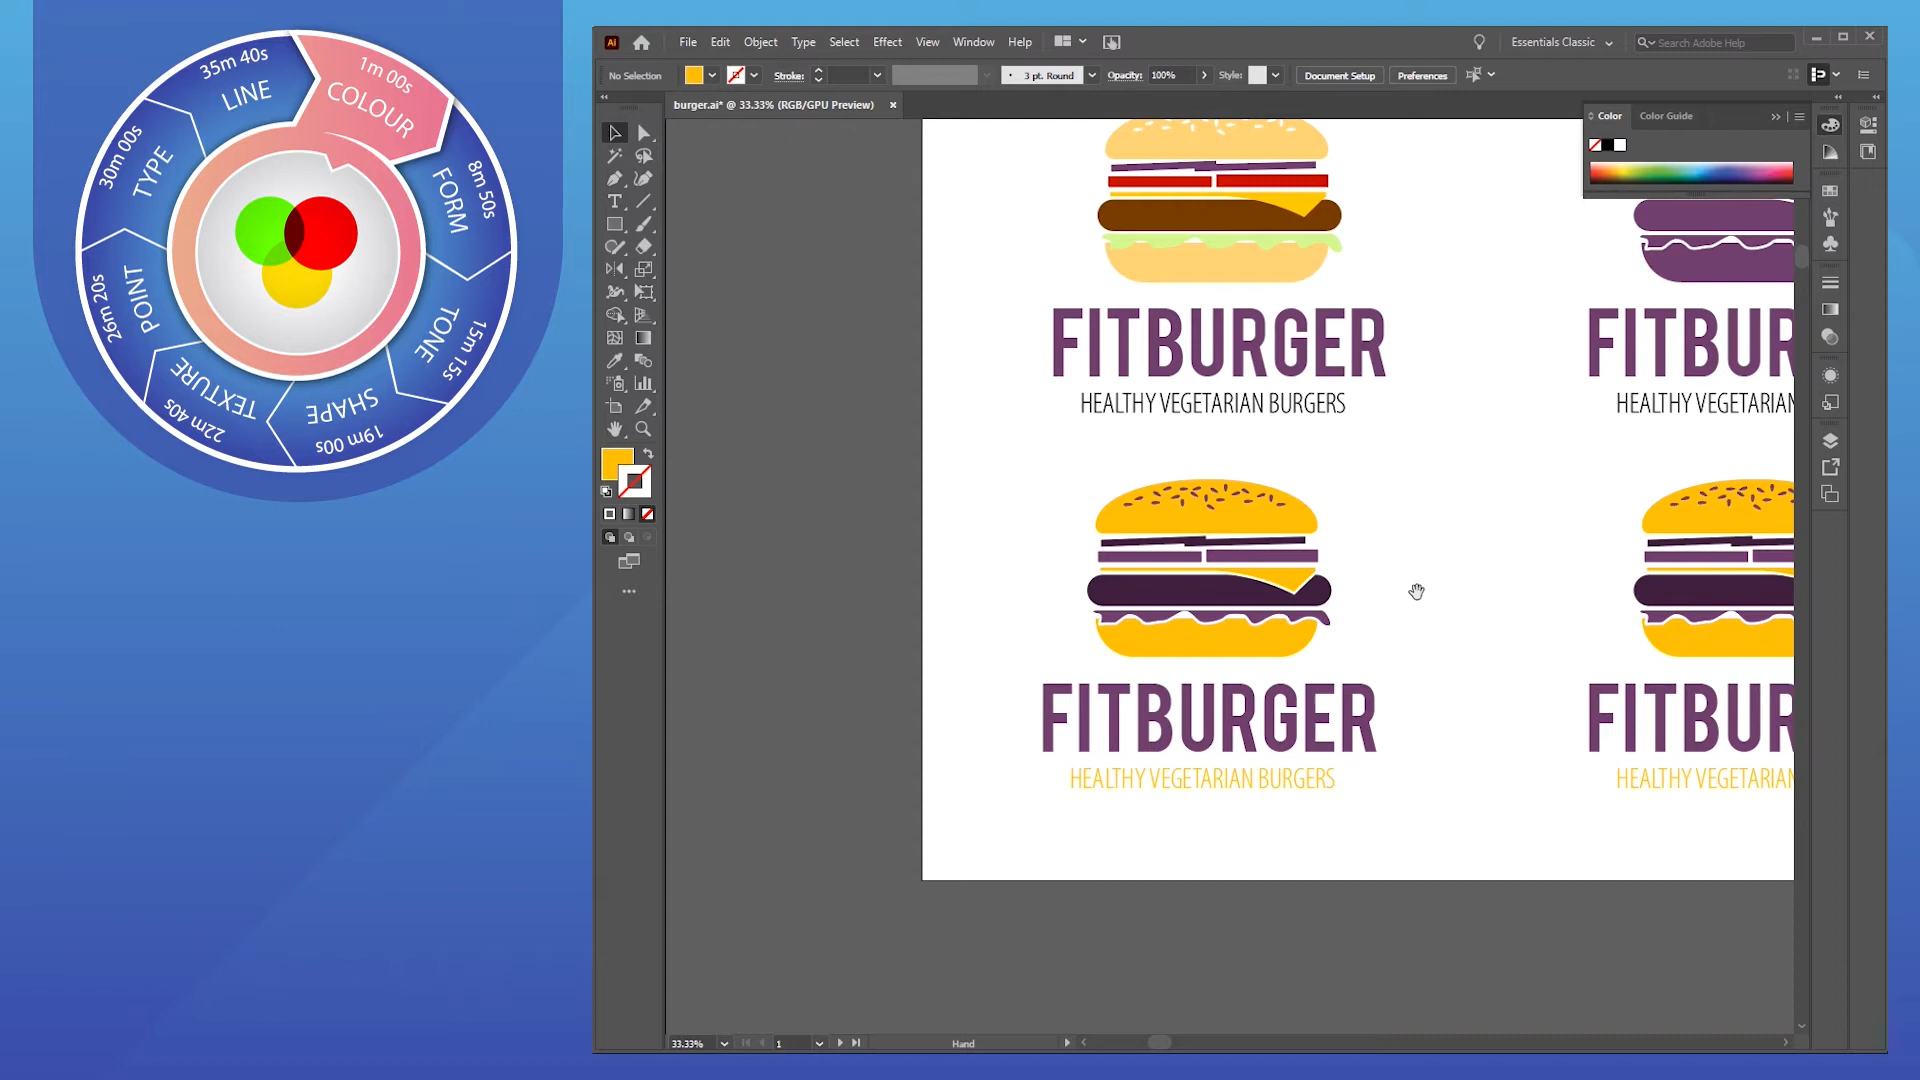 1m 00s
COLOUR
8m 50s
FORM
15m 15s
TONE
19m 00s
SHAPE
22m 40s
TEXTURE
26m 20s
POINT
30m 00s
TYPE
35m 40s
LINE
Ai
File Edit Object Type Select Effect View Window Help
Essentials Classic
Search Adobe Help
No Selection
Stroke:
3 pt. Round
Opacity: 100%
Style:
Document Setup
Preferences
burger.ai* @ 33.33% (RGB/GPU Preview)
Color
Color Guide
FITBURGER
HEALTHY VEGETARIAN BURGERS
FITBUR
HEALTHY VEGETARIAN
FITBURGER
HEALTHY VEGETARIAN BURGERS
FITBUR
HEALTHY VEGETARIAN
33.33%
1
Hand